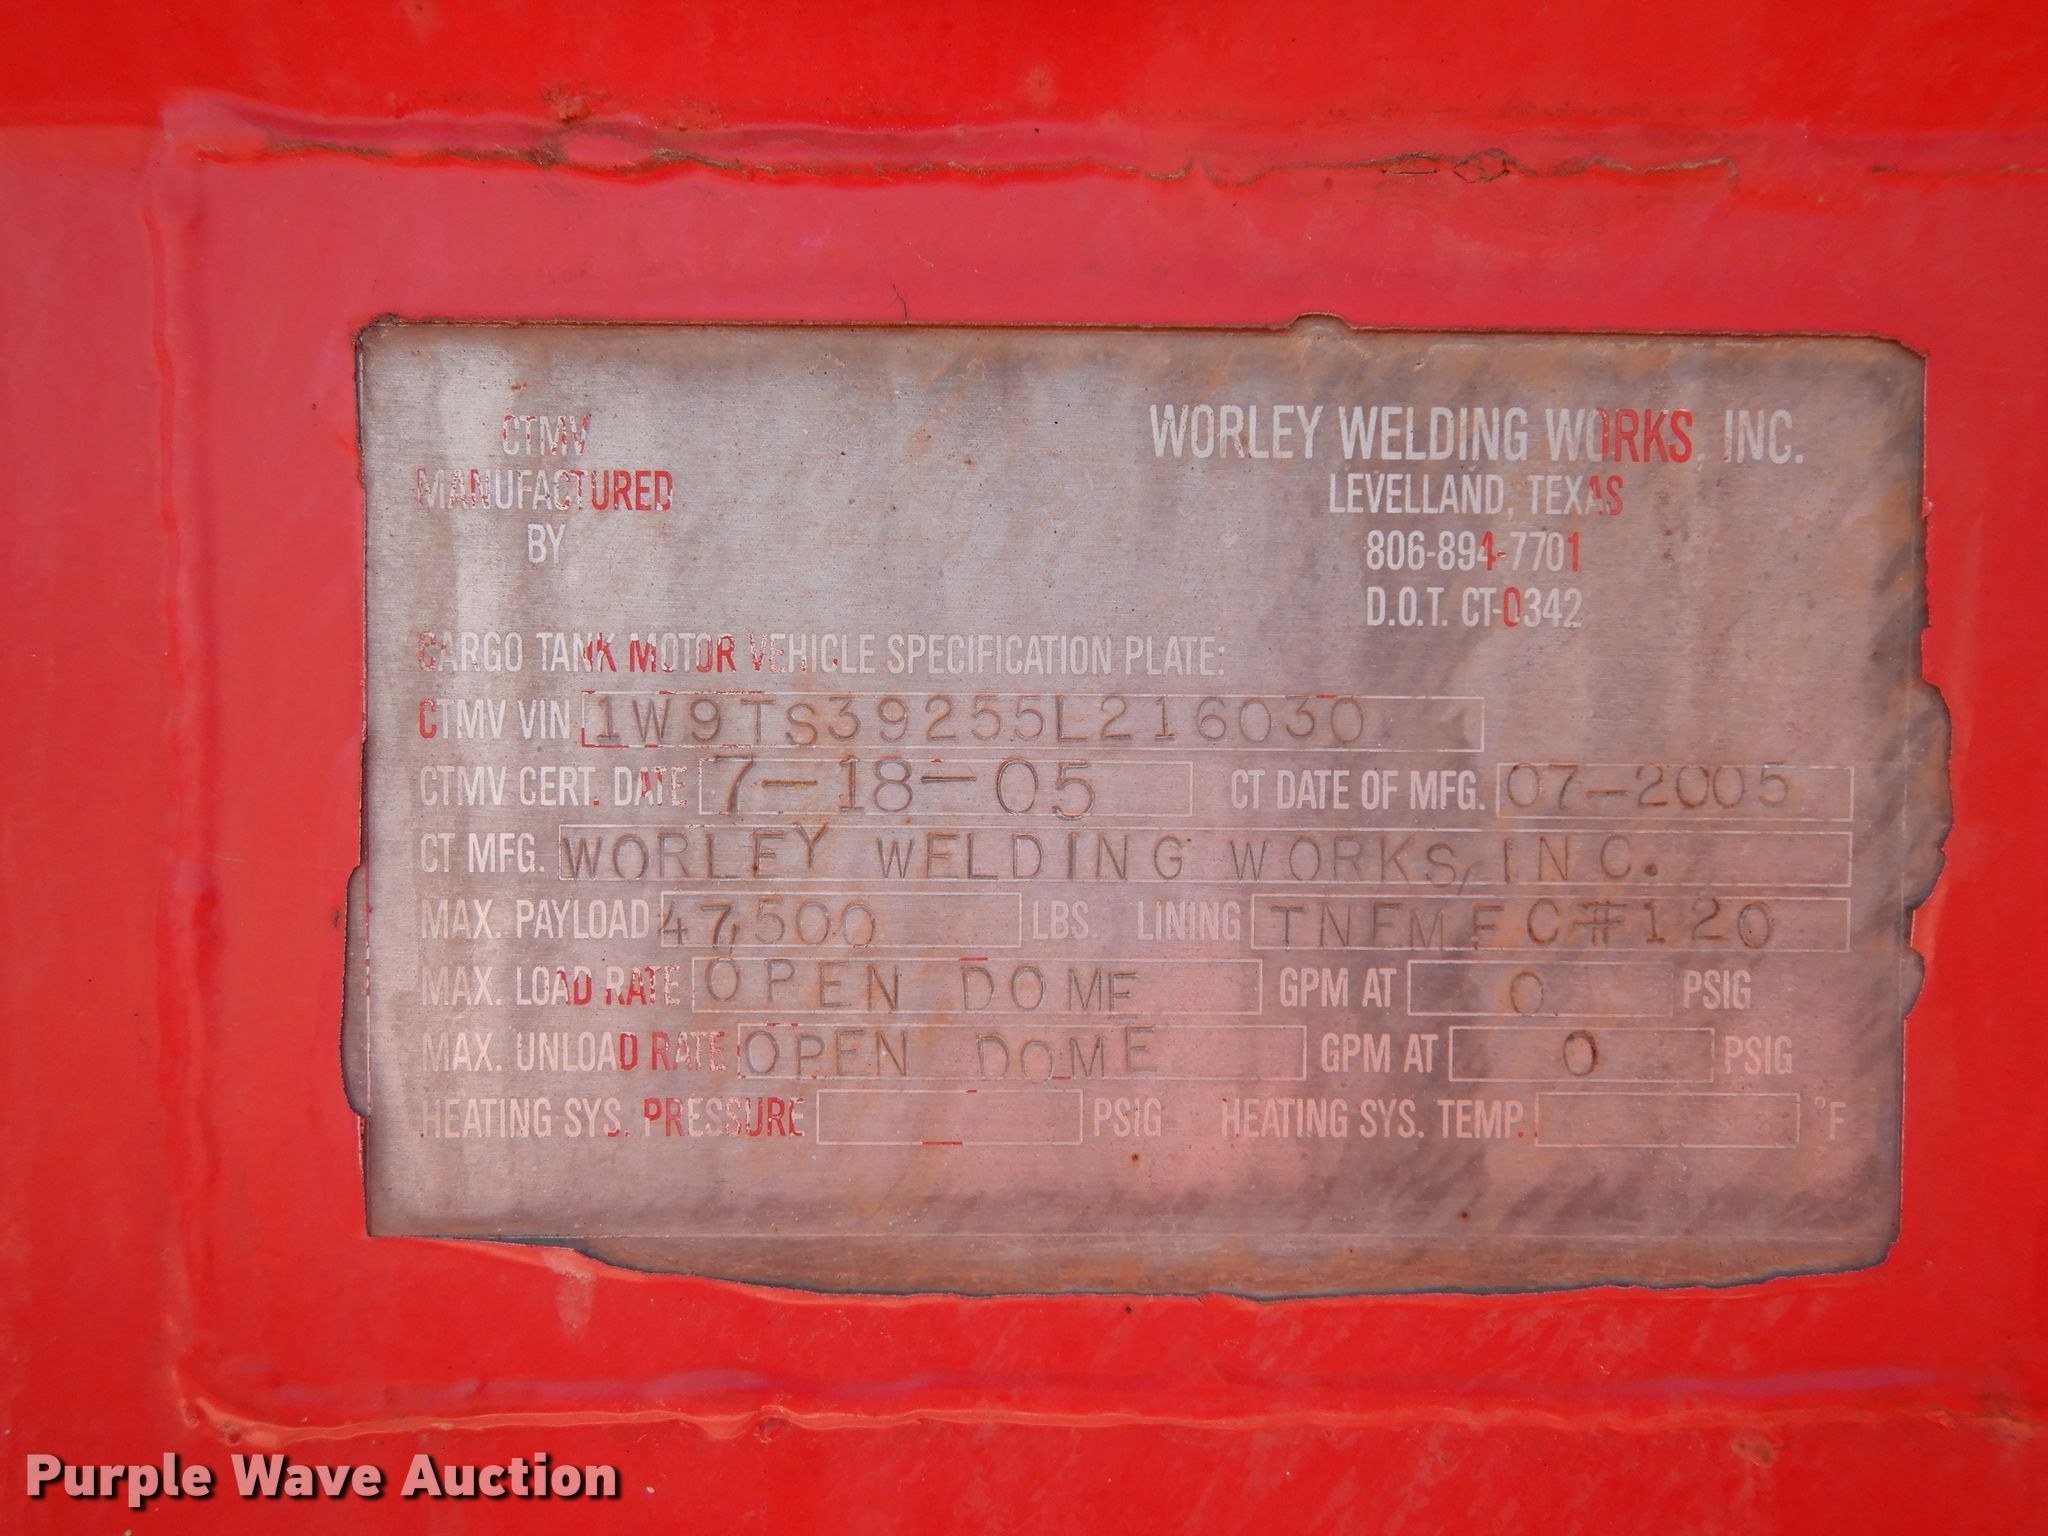 CTMV
MANUFACTURED
BY
WORLEY WELDING WORKS, INC.
LEVELLAND, TEXAS
806-894-7701
D.O.T. CT-0342
CARGO TANK MOTOR VEHICLE SPECIFICATION PLATE:
CTMV VIN 1W9TS39255L216030
CTMV CERT. DATE 7-18-05 CT DATE OF MFG. 07-2005
CT MFG. WORLEY WELDING WORKS, INC.
MAX. PAYLOAD 47,500 LBS. LINING TNEMEC#120
MAX. LOAD RATE OPEN DOME GPM AT 0 PSIG
MAX. UNLOAD RATE OPEN DOME GPM AT 0 PSIG
HEATING SYS. PRESSURE PSIG HEATING SYS. TEMP. °F
Purple Wave Auction